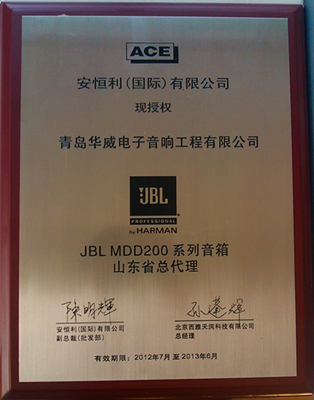 ACE
安恒利(国际)有限公司
现授权
青岛华威电子音响工程有限公司
JBL
PROFESSIONAL
by HARMAN
JBL MDD200 系列音箱
山东省总代理
安恒利(国际)有限公司
副总裁(批发部)
北京西雅天润科技有限公司
总经理
有效期限：2012年7月 至 2013年6月